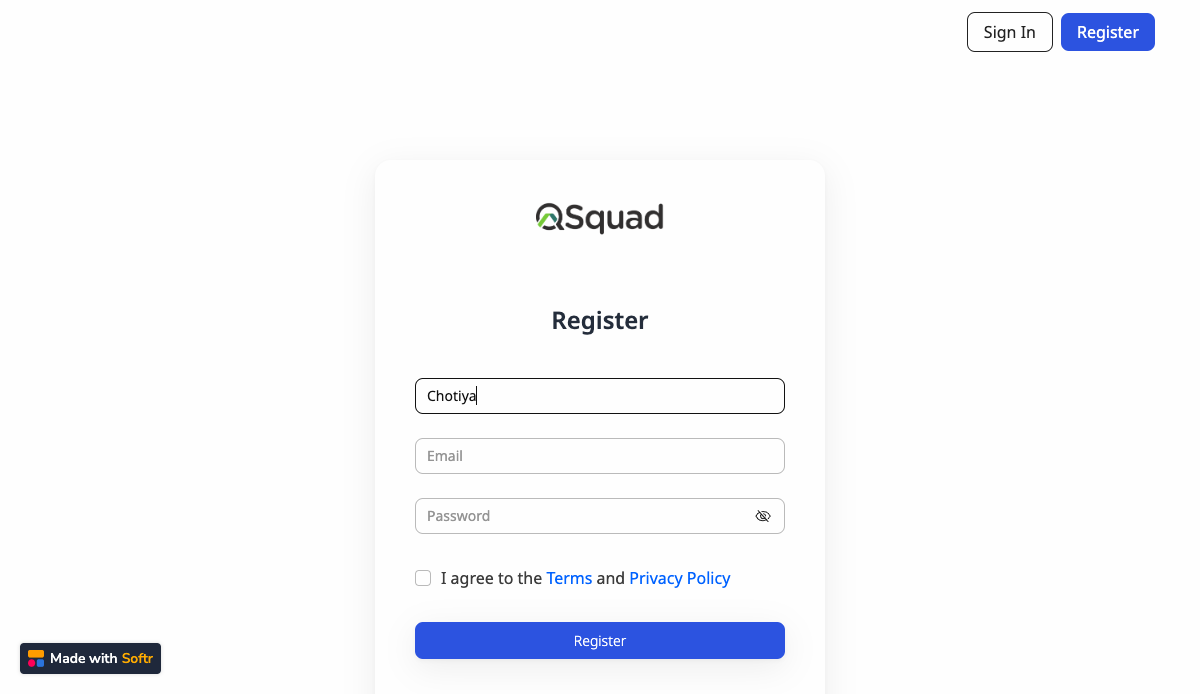 Sign In
Register
QSquad
Register
Chotiya
Email
Password
I agree to the Terms and Privacy Policy
Register
Made with Softr